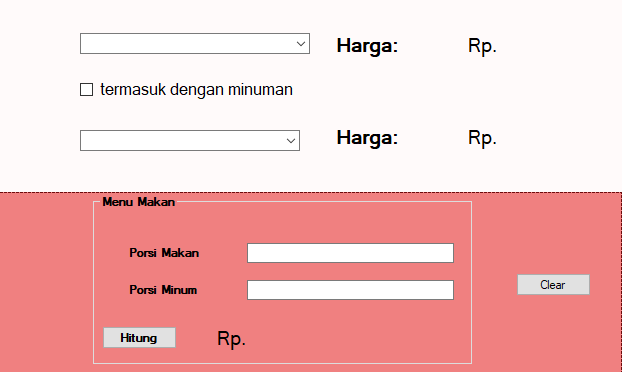 Harga: Rp.
termasuk dengan minuman
Harga: Rp.
Menu Makan
Porsi Makan
Porsi Minum
Clear
Hitung Rp.